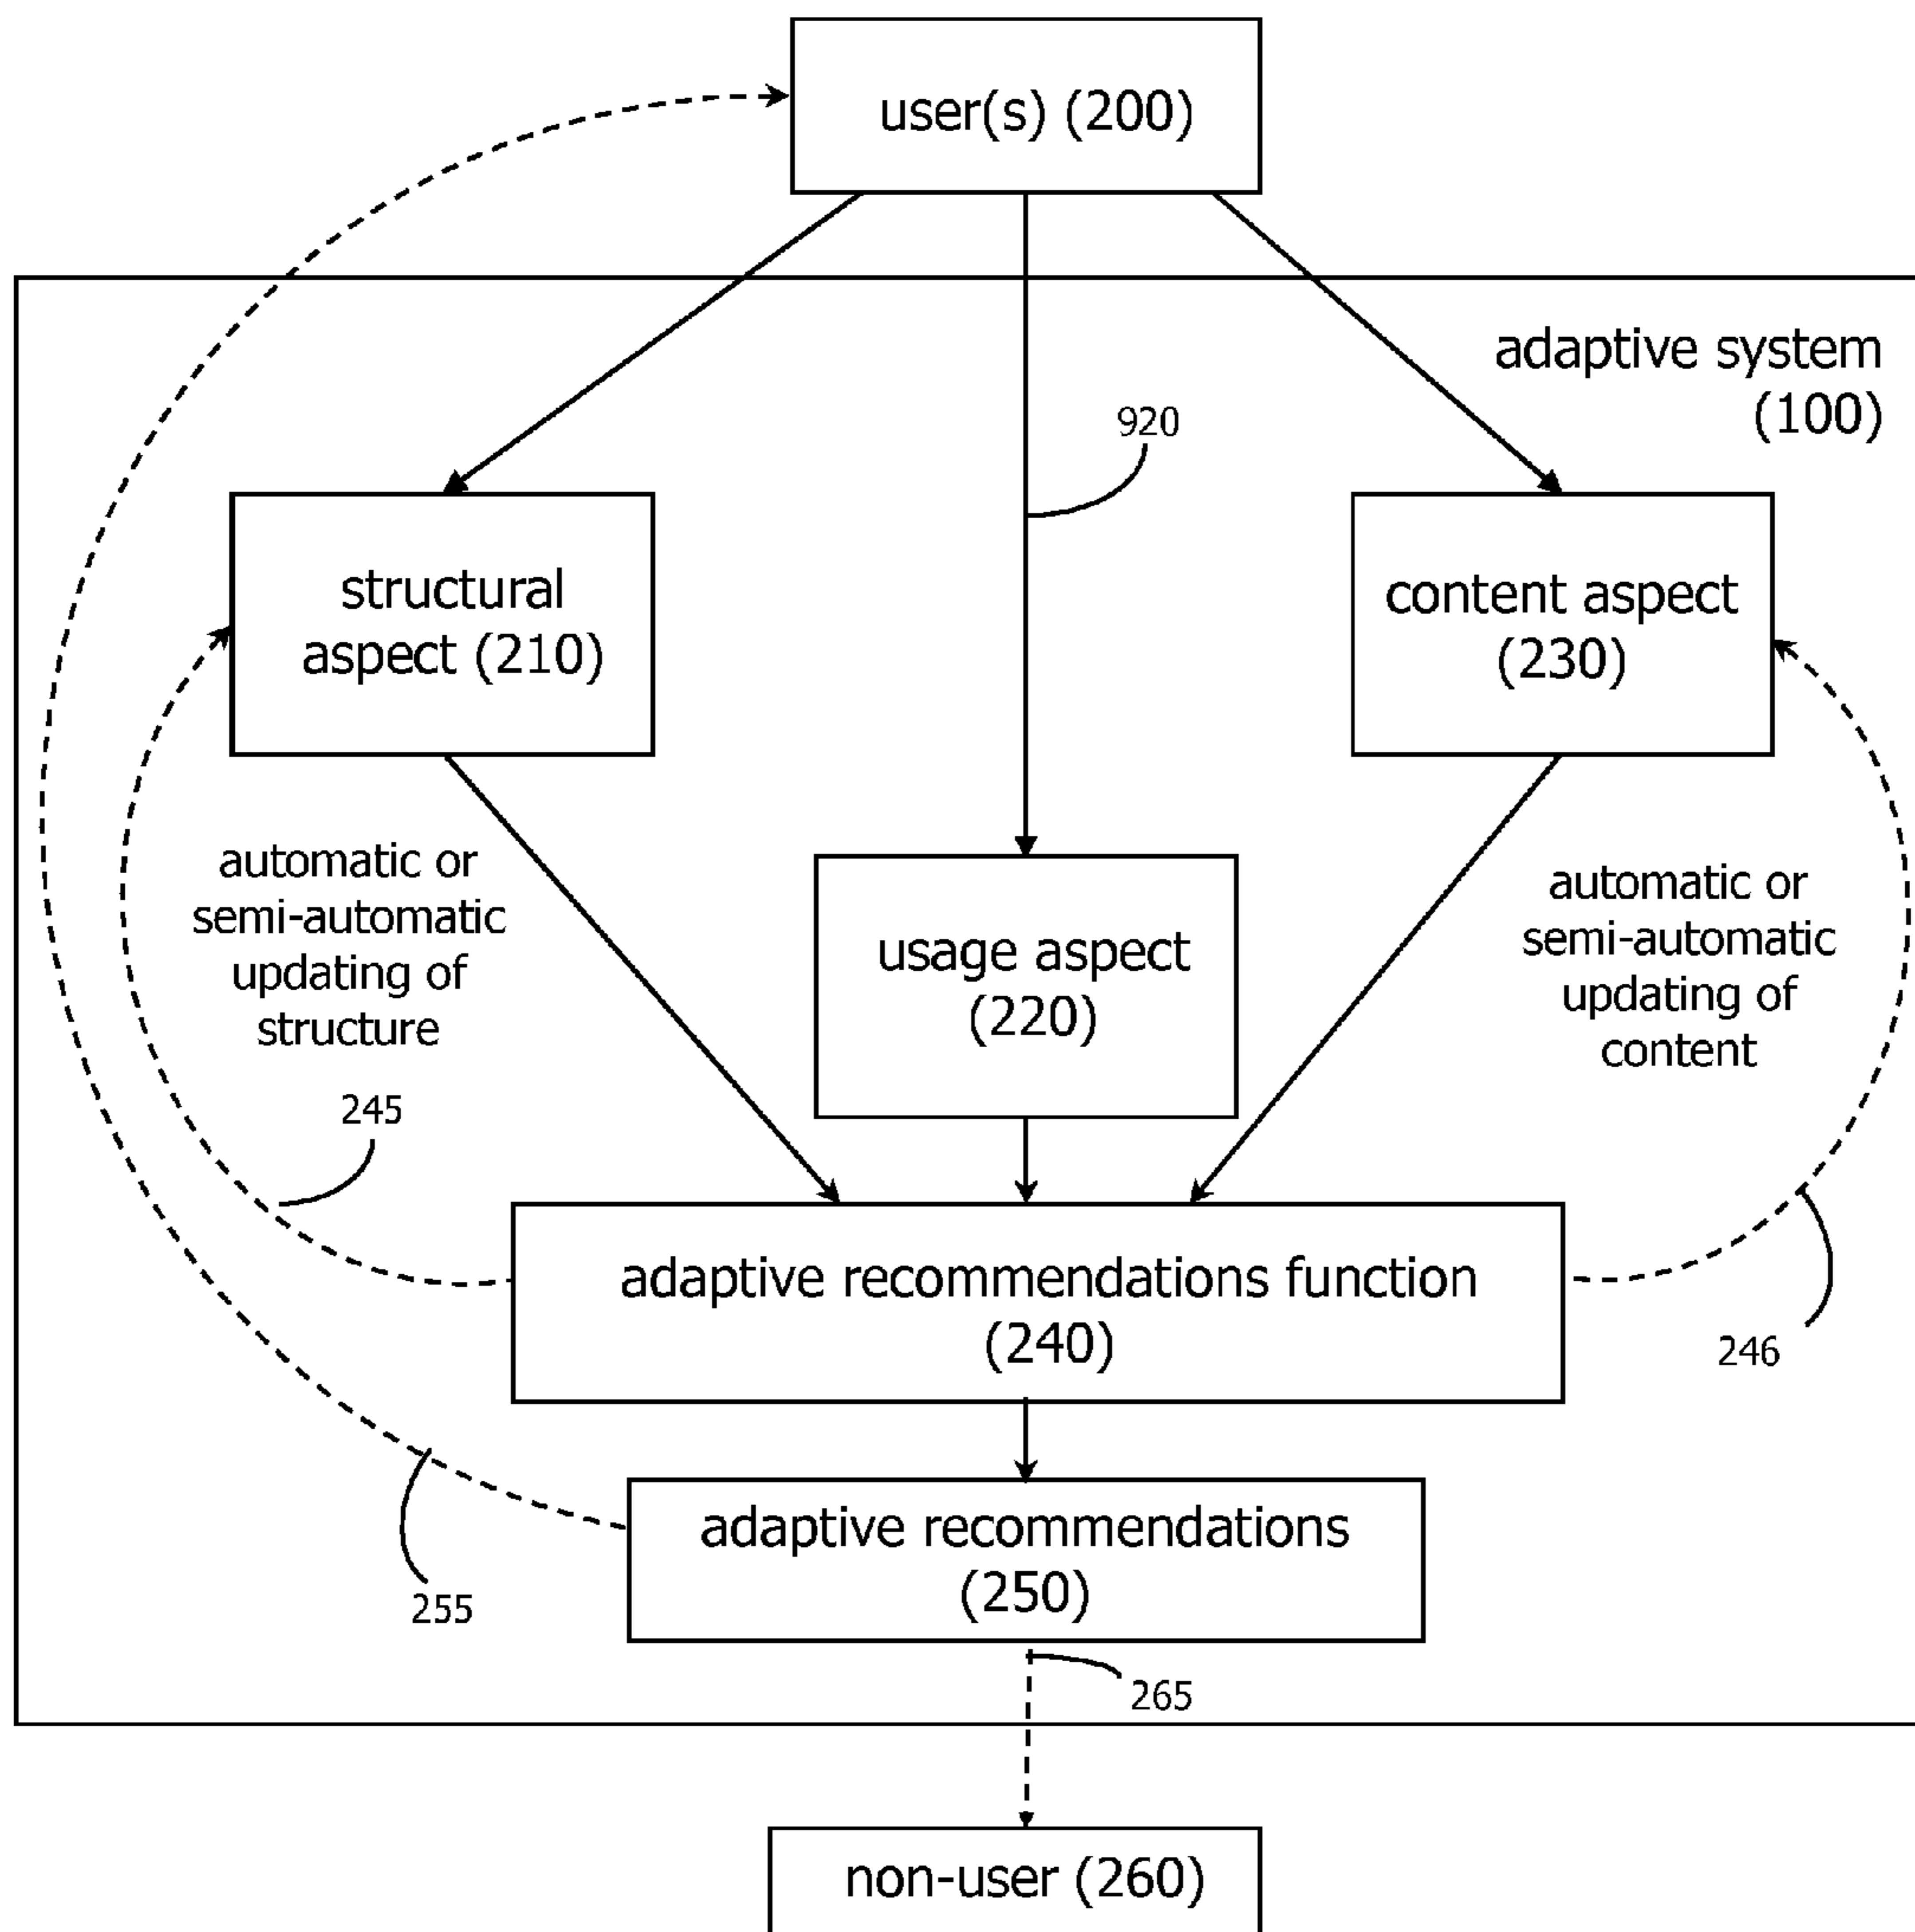 user(s) (200)
adaptive system
(100)
920
structural
aspect (210)
content aspect
(230)
automatic or
semi-automatic
updating of
structure
usage aspect
(220)
automatic or
semi-automatic
updating of
content
245
adaptive recommendations function
(240)
246
adaptive recommendations
(250)
255
265
non-user (260)